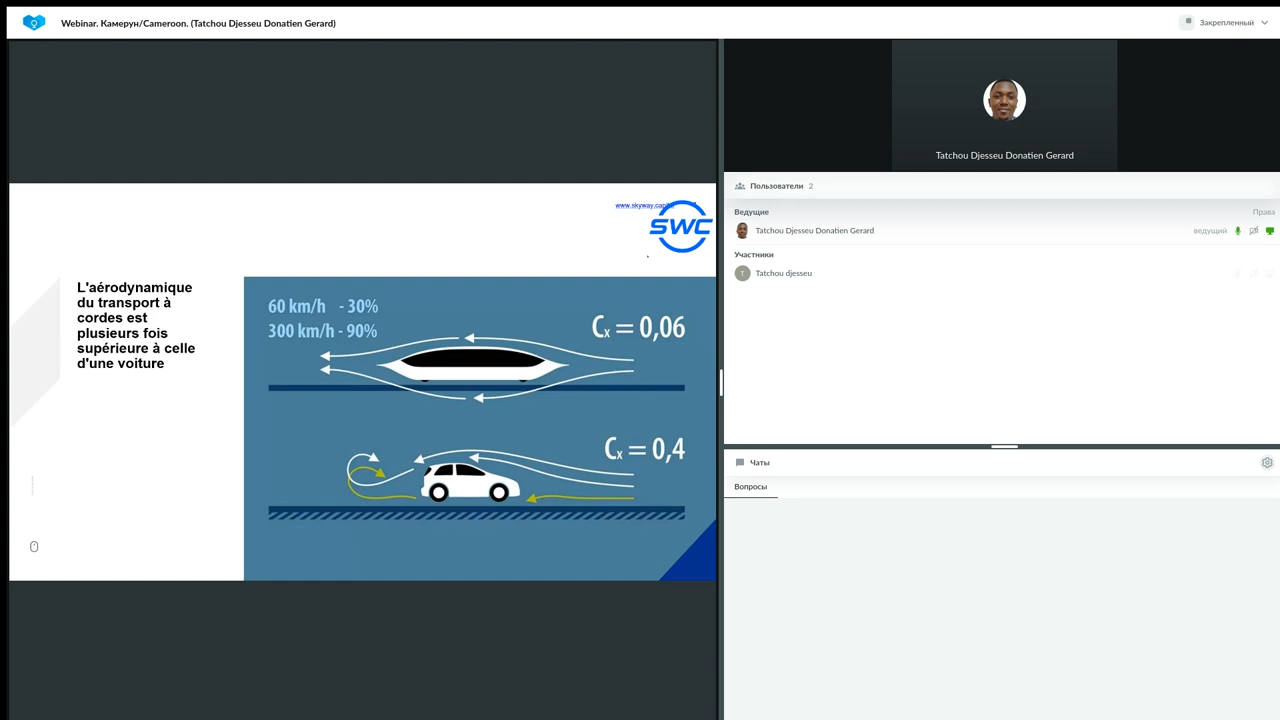 Webinar. Камерун/Cameroon. (Tatchou Djesseu Donatien Gerard)
Закрепленный
Tatchou Djesseu Donatien Gerard
Пользователи 2
Ведущие Права
Tatchou Djesseu Donatien Gerard ведущий
Участники
T Tatchou djesseu
Чаты
Вопросы
www.skyway.capit
SWC
L'aérodynamique
du transport à
cordes est
plusieurs fois
supérieure à celle
d'une voiture
60 km/h - 30%
300 km/h - 90%
Cx = 0,06
Cx = 0,4